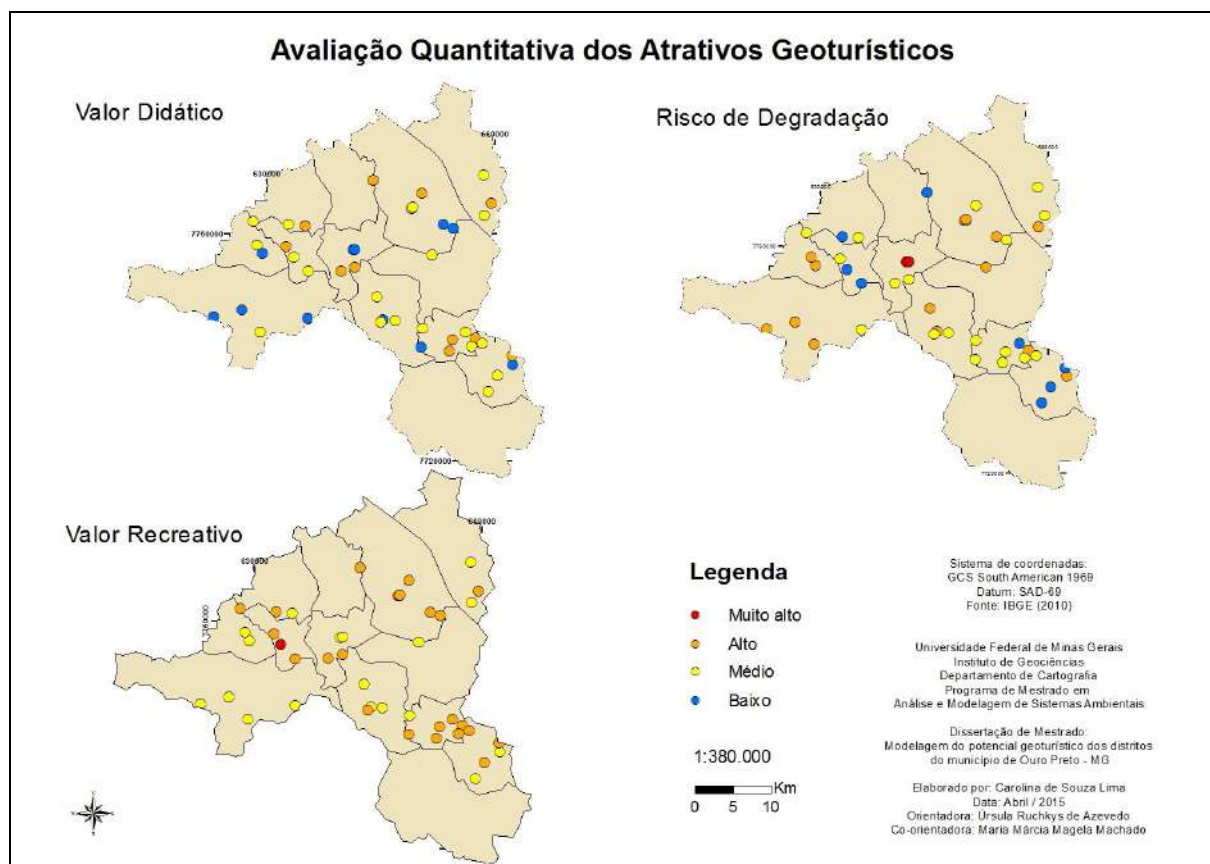 Avaliação Quantitativa dos Atrativos Geoturísticos
Valor Didático
660000
630000
7760000
7720000
Risco de Degradação
7720000
Valor Recreativo
630000
7760000
Legenda
Muito alto
Alto
Médio
Baixo
1:380.000
Km
0 5 10
Sistema de coordenadas:
GCS South American 1969
Datum: SAD-69
Fonte: IBGE (2010)
Universidade Federal de Minas Gerais
Instituto de Geociências
Departamento de Cartografia
Programa de Mestrado em
Análise e Modelagem de Sistemas Ambientais
Dissertação de Mestrado:
Modelagem do potencial geoturístico dos distritos
do município de Ouro Preto - MG
Elaborado por: Carolina de Souza Lima
Data: Abril / 2015
Orientadora: Úrsula Ruchkys de Azevedo
Co-orientadora: Maria Márcia Magela Machado